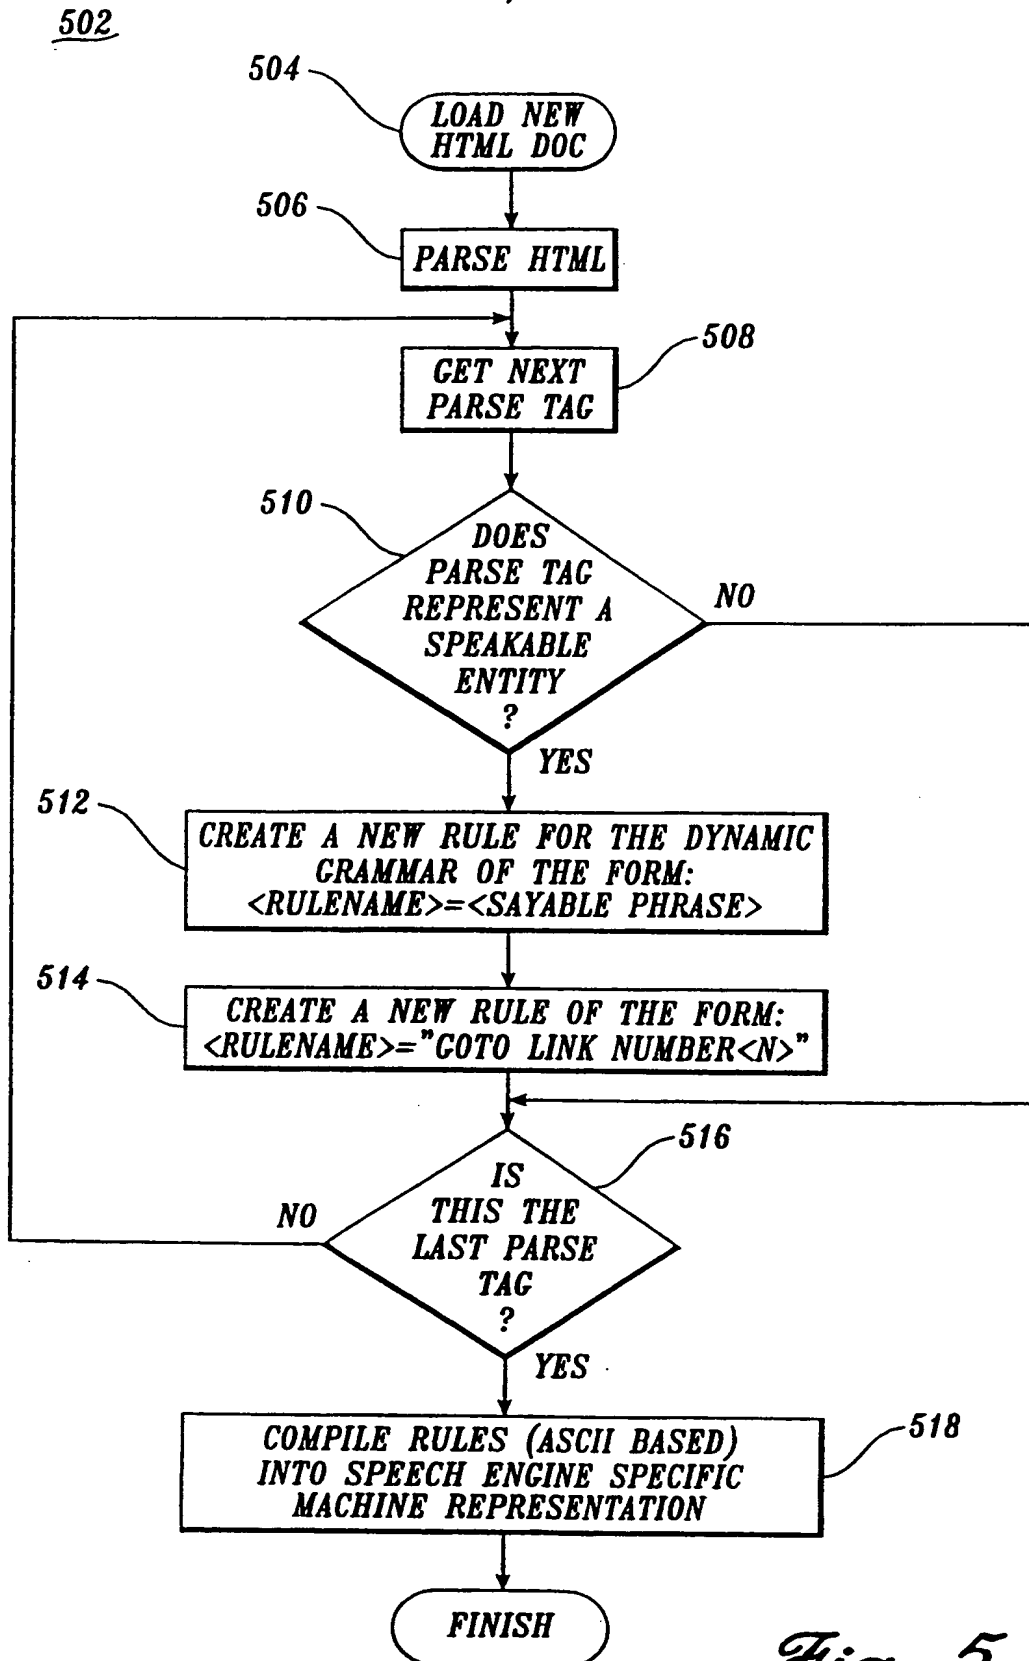 502
504
LOAD NEW
HTML DOC
506
PARSE HTML
508
GET NEXT
PARSE TAG
510
DOES
PARSE TAG
REPRESENT A
SPEAKABLE
ENTITY
?
NO
YES
512
CREATE A NEW RULE FOR THE DYNAMIC
GRAMMAR OF THE FORM:
<RULENAME>=<SAYABLE PHRASE>
514
CREATE A NEW RULE OF THE FORM:
<RULENAME>="GOTO LINK NUMBER<N>"
516
IS
THIS THE
LAST PARSE
TAG
?
NO
YES
518
COMPILE RULES (ASCII BASED)
INTO SPEECH ENGINE SPECIFIC
MACHINE REPRESENTATION
FINISH
Fig. 5